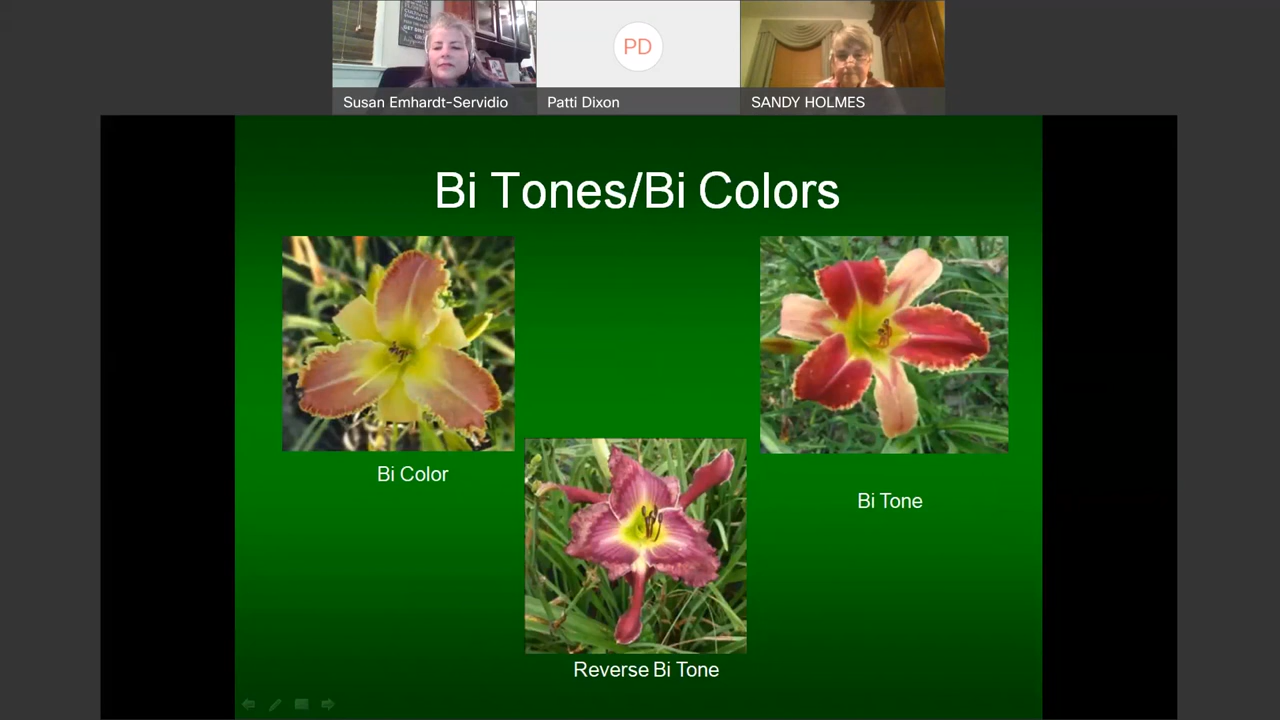 PD
Susan Emhardt-Servidio
Patti Dixon
SANDY HOLMES
Bi Tones/Bi Colors
Bi Color
Bi Tone
Reverse Bi Tone